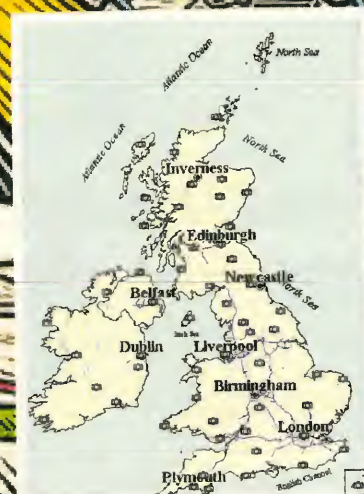 Atlantic Ocean
North Sea
Atlantic Ocean
North Sea
Inverness
Edinburgh
Newcastle
North Sea
Belfast
Irish Sea
Dublin
Liverpool
Birmingham
London
Plymouth
English Channel